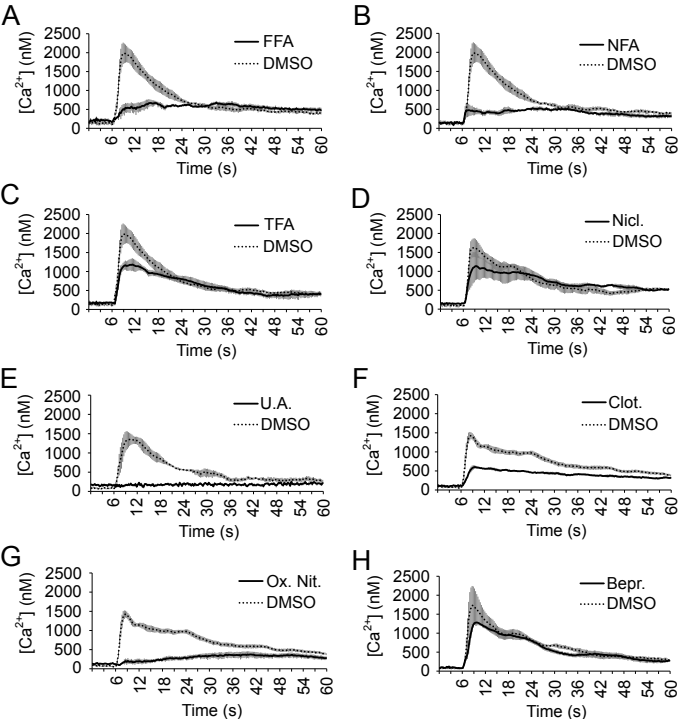 A
[Ca²⁺] (nM)
2500
2000
1500
1000
500
0
FFA
DMSO
6 12 18 24 30 36 42 48 54 60
Time (s)
B
[Ca²⁺] (nM)
2500
2000
1500
1000
500
0
NFA
DMSO
6 12 18 24 30 36 42 48 54 60
Time (s)
C
[Ca²⁺] (nM)
2500
2000
1500
1000
500
0
TFA
DMSO
6 12 18 24 30 36 42 48 54 60
Time (s)
D
[Ca²⁺] (nM)
2500
2000
1500
1000
500
0
Nicl.
DMSO
6 12 18 24 30 36 42 48 54 60
Time (s)
E
[Ca²⁺] (nM)
2500
2000
1500
1000
500
0
U.A.
DMSO
6 12 18 24 30 36 42 48 54 60
Time (s)
F
[Ca²⁺] (nM)
2500
2000
1500
1000
500
0
Clot.
DMSO
6 12 18 24 30 36 42 48 54 60
Time (s)
G
[Ca²⁺] (nM)
2500
2000
1500
1000
500
0
Ox. Nit.
DMSO
6 12 18 24 30 36 42 48 54 60
Time (s)
H
[Ca²⁺] (nM)
2500
2000
1500
1000
500
0
Bepr.
DMSO
6 12 18 24 30 36 42 48 54 60
Time (s)